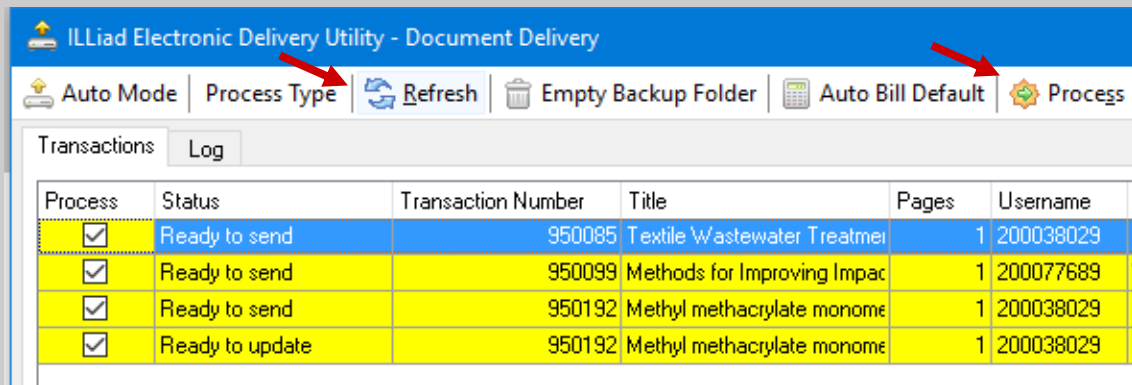 ILLiad Electronic Delivery Utility - Document Delivery
Auto Mode Process Type Refresh Empty Backup Folder Auto Bill Default Process
Transactions Log
Process Status Transaction Number Title Pages Username
Ready to send 950085 Textile Wastewater Treatmer 1 200038029
Ready to send 950099 Methods for Improving Impac 1 200077689
Ready to send 950192 Methyl methacrylate monome 1 200038029
Ready to update 950192 Methyl methacrylate monome 1 200038029